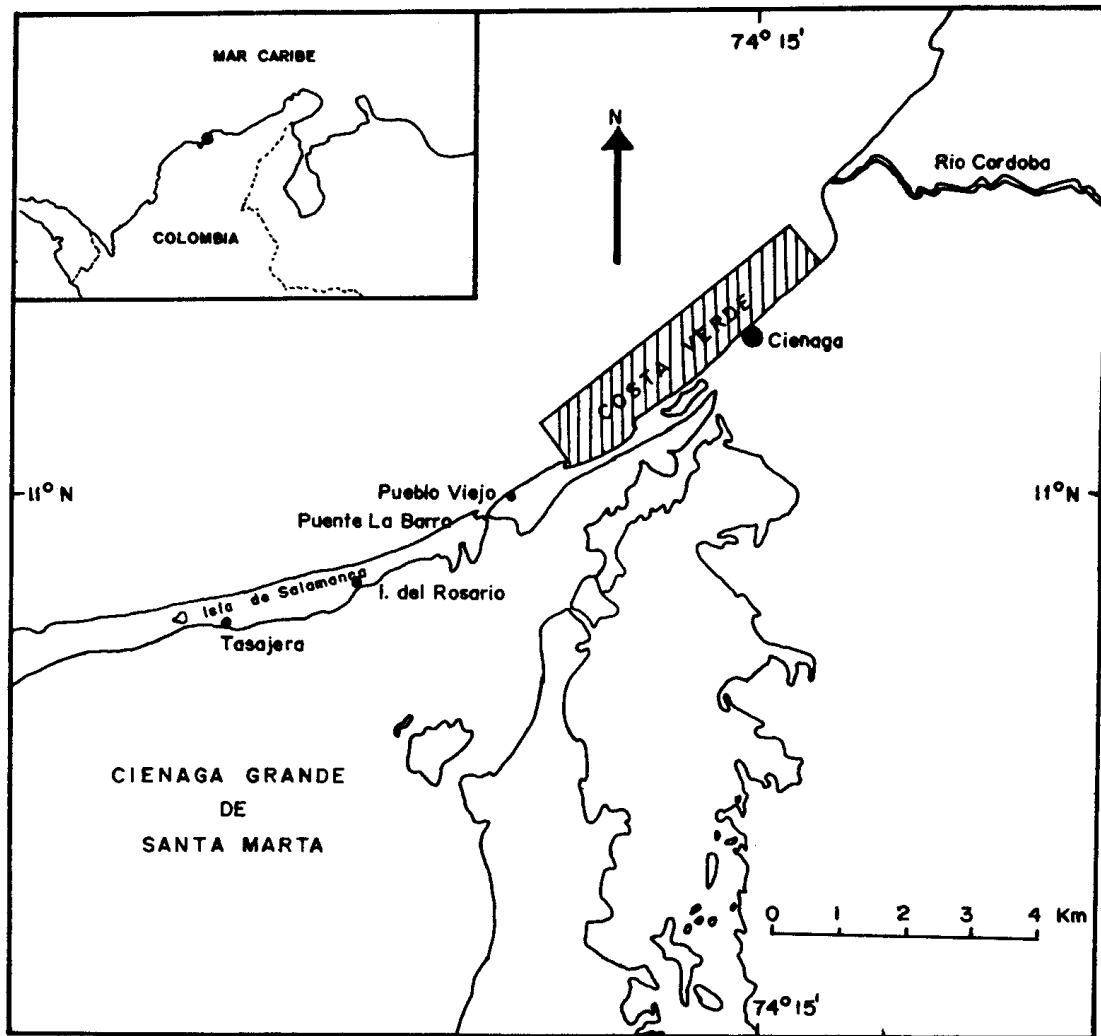 MAR CARIBE
COLOMBIA
74° 15'
N
Rio Cordoba
COSTA VERDE
Cienaga
11° N
Pueblo Viejo
11° N
Puente La Barro
Isla de Salamanca
I. del Rosario
Tasajera
CIENAGA GRANDE
DE
SANTA MARTA
0 1 2 3 4 Km
74° 15'